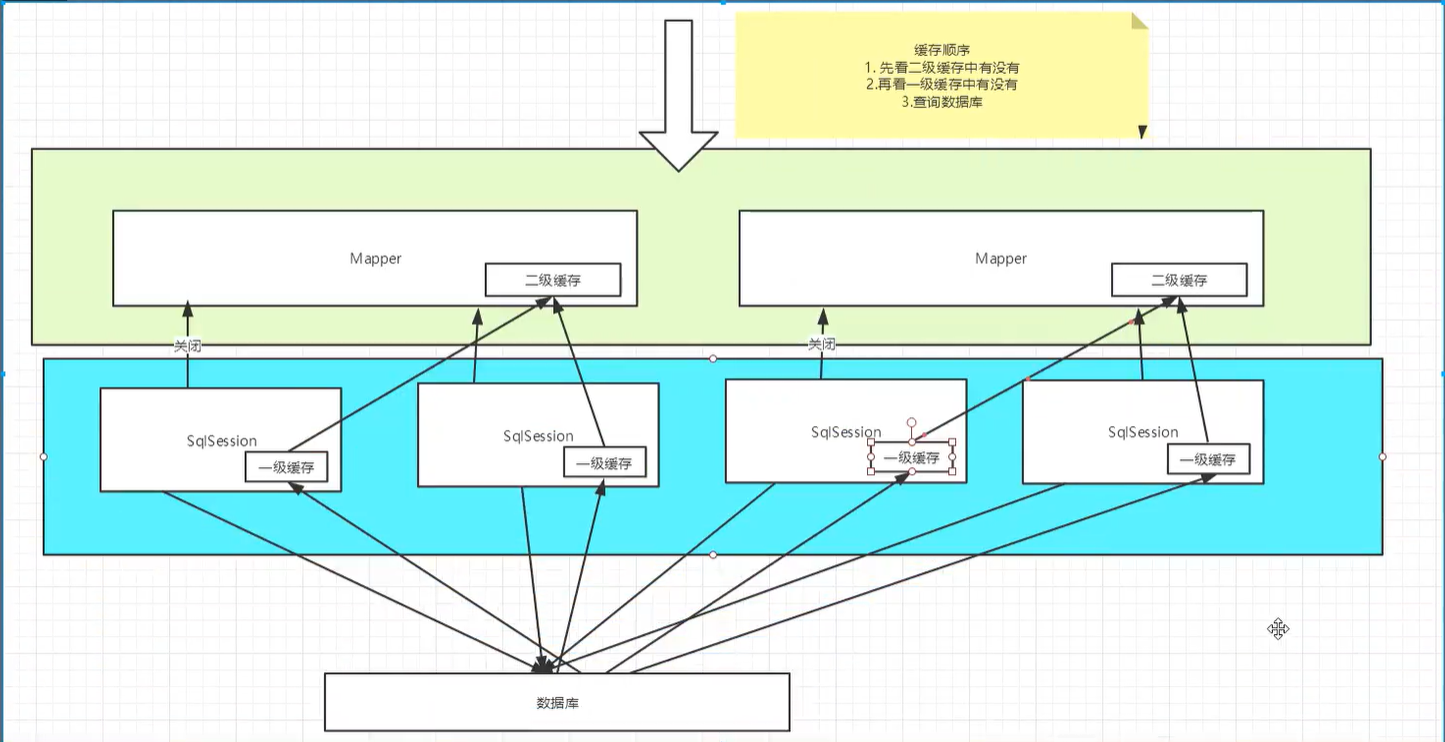 缓存顺序
1. 先看二级缓存中有没有
2.再看一级缓存中有没有
3.查询数据库
Mapper
二级缓存
Mapper
二级缓存
关闭
关闭
SqlSession
一级缓存
SqlSession
一级缓存
SqlSession
一级缓存
SqlSession
一级缓存
数据库